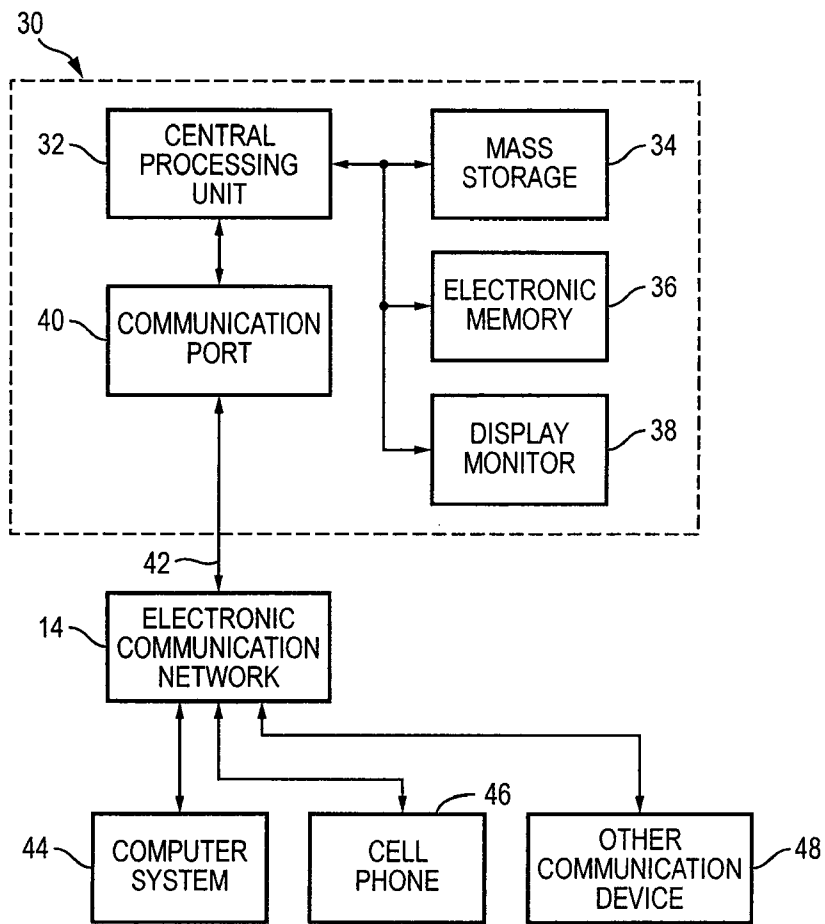 30
32
CENTRAL
PROCESSING
UNIT
MASS
STORAGE
34
40
COMMUNICATION
PORT
ELECTRONIC
MEMORY
36
DISPLAY
MONITOR
38
42
14
ELECTRONIC
COMMUNICATION
NETWORK
44
COMPUTER
SYSTEM
46
CELL
PHONE
OTHER
COMMUNICATION
DEVICE
48